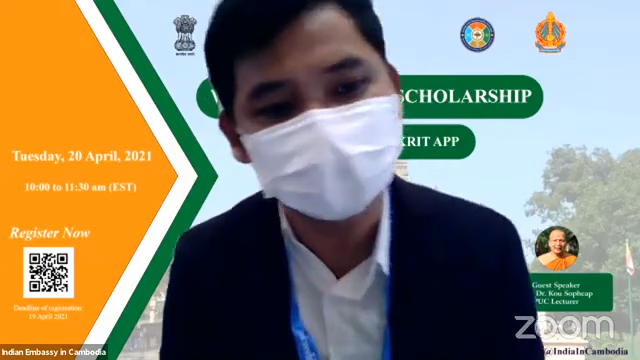 SCHOLARSHIP
KRIT APP
Tuesday, 20 April, 2021
10:00 to 11:30 am (EST)
Register Now
Deadline of registration:
19 April 2021
Guest Speaker
Dr. Kou Sopheap
PUC Lecturer
zoom
Indian Embassy in Cambodia
@IndiaInCambodia